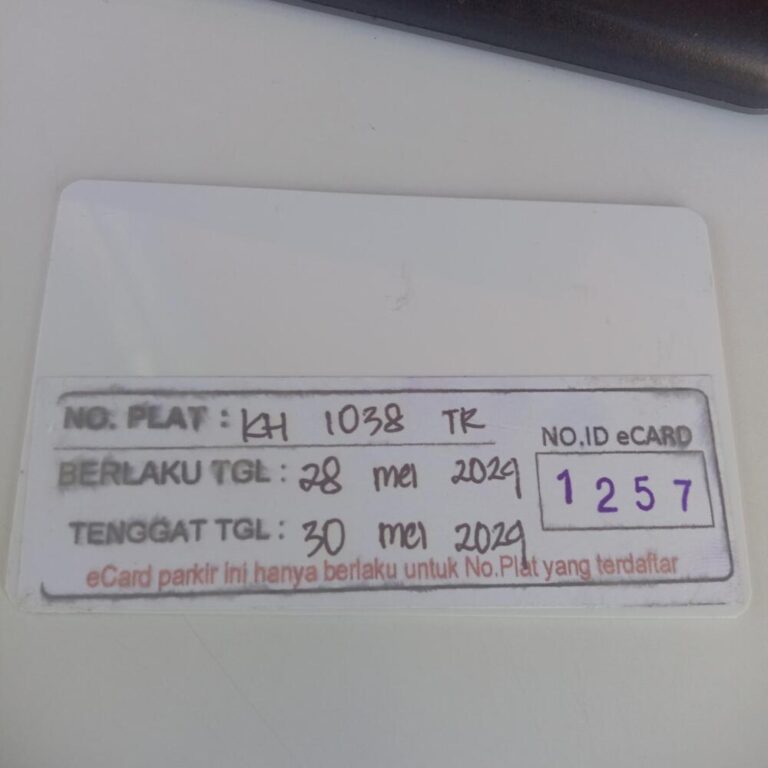 NO. PLAT : KH 1038 TR
NO.ID eCARD
BERLAKU TGL : 28 mei 2029
1257
TENGGAT TGL : 30 mei 2029
eCard parkir ini hanya berlaku untuk No.Plat yang terdaftar